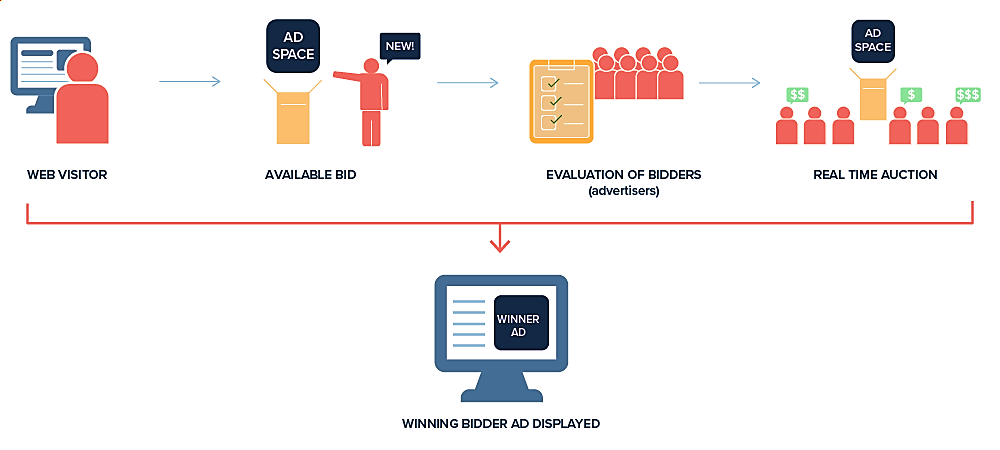 AD
SPACE
NEW!
AD
SPACE
$$
$
$$$
WEB VISITOR
AVAILABLE BID
EVALUATION OF BIDDERS
(advertisers)
REAL TIME AUCTION
WINNER
AD
WINNING BIDDER AD DISPLAYED